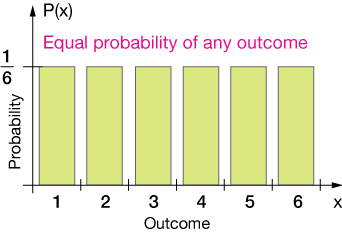 P(x)
Equal probability of any outcome
1
6
Probability
1 2 3 4 5 6 x
Outcome